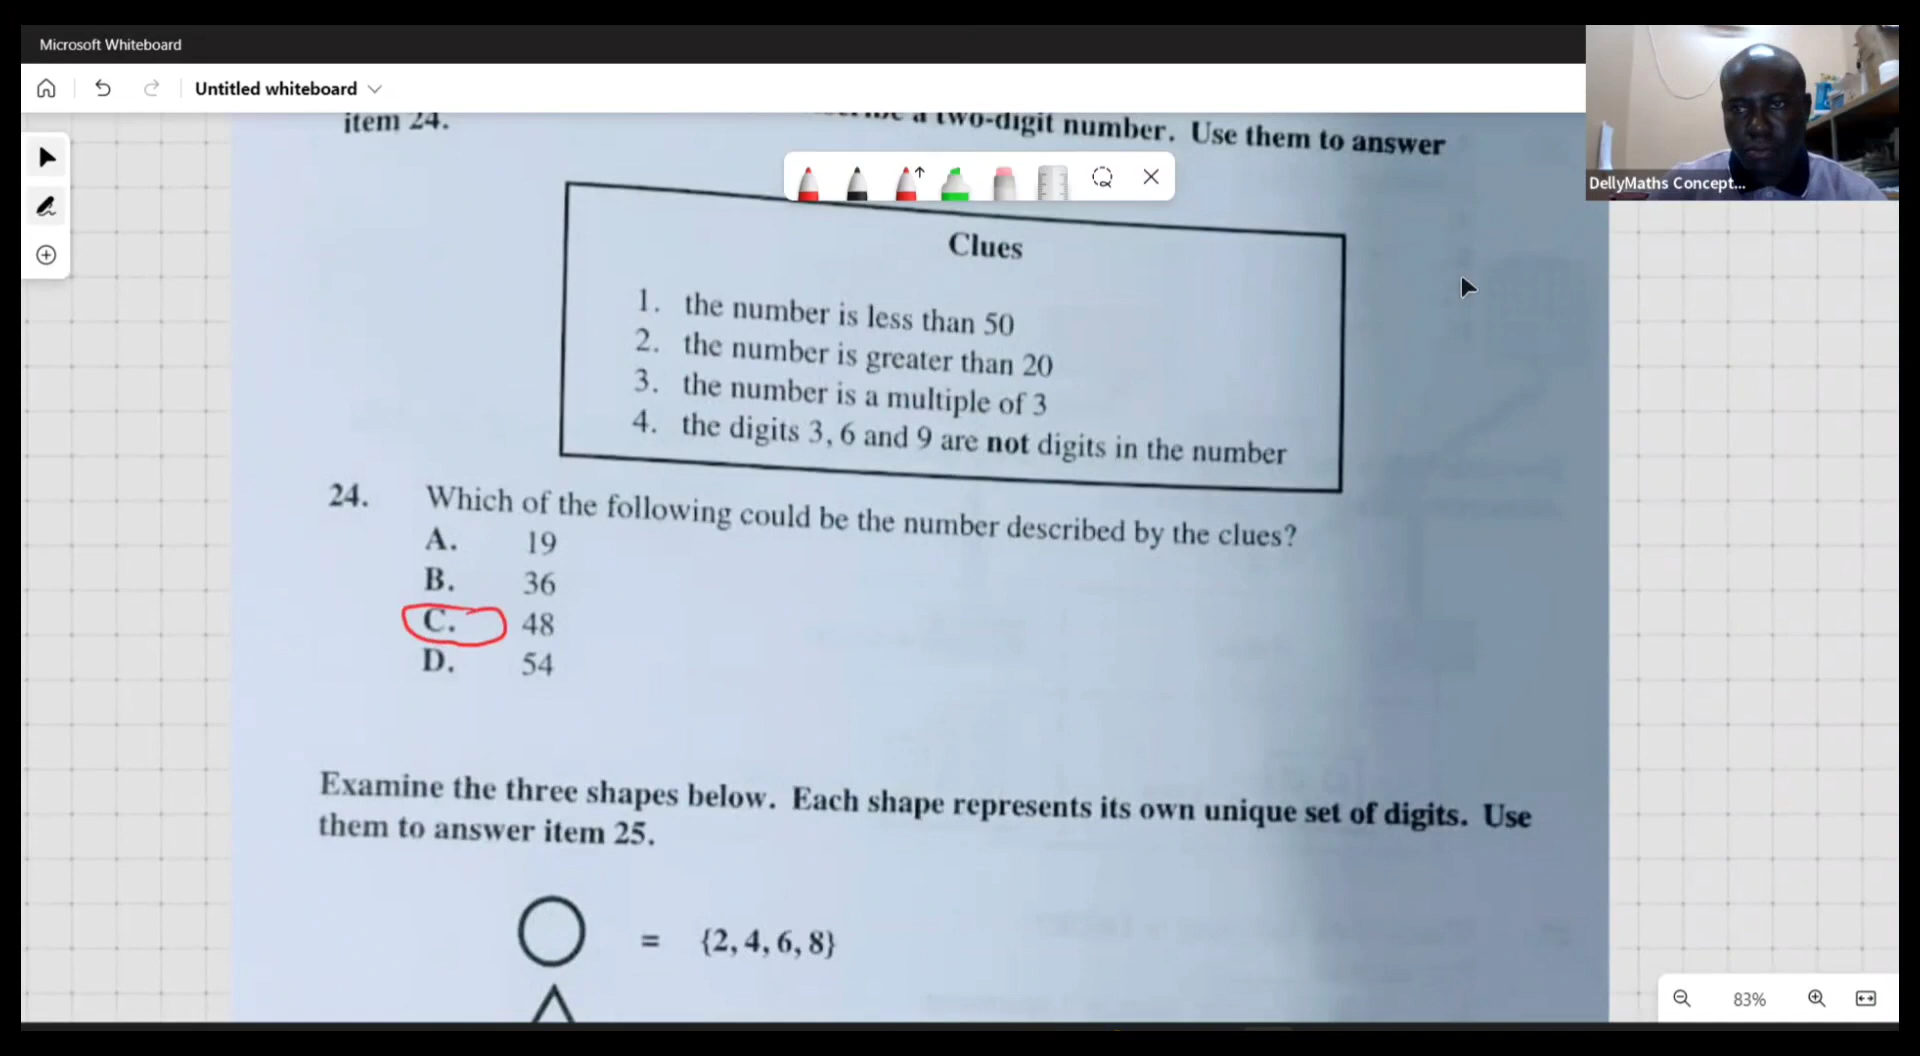 Microsoft Whiteboard
Untitled whiteboard
DellyMaths Concept...
item 24.
a two-digit number. Use them to answer
Clues
1. the number is less than 50
2. the number is greater than 20
3. the number is a multiple of 3
4. the digits 3, 6 and 9 are not digits in the number
24. Which of the following could be the number described by the clues?
A. 19
B. 36
C. 48
D. 54
Examine the three shapes below. Each shape represents its own unique set of digits. Use
them to answer item 25.
= {2, 4, 6, 8}
83%